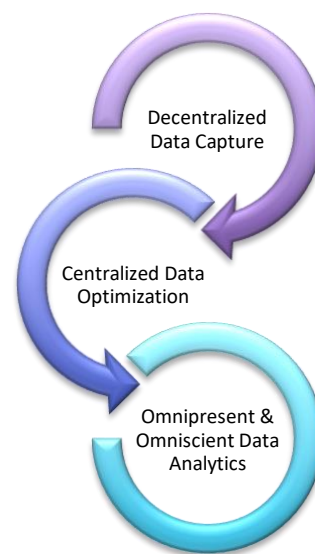 Decentralized
Data Capture
Centralized Data
Optimization
Omnipresent &
Omniscient Data
Analytics